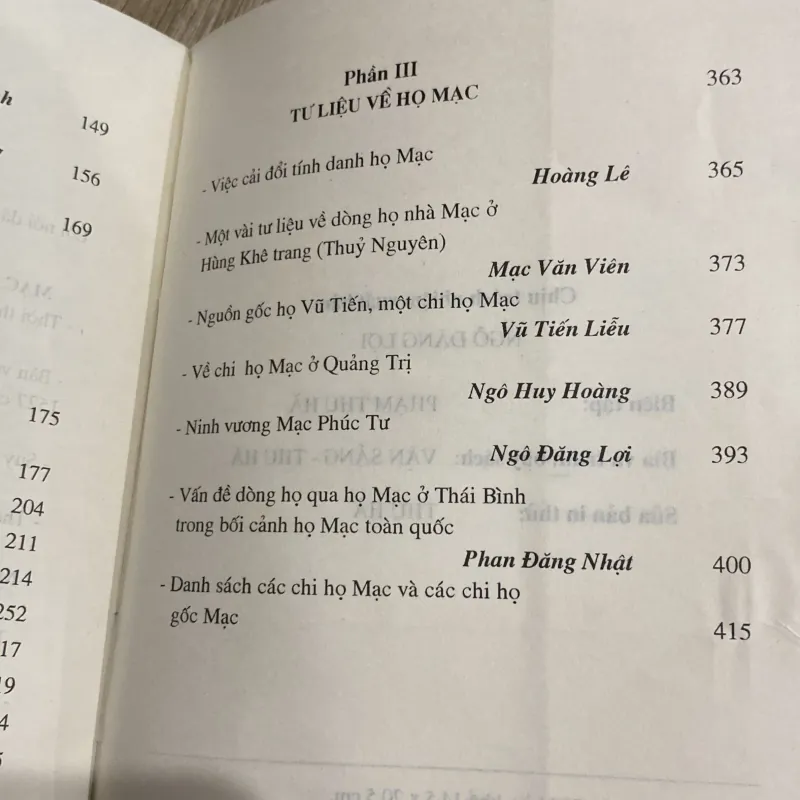 h
149
156
169
175
177
204
211
214
252
17
19
4
Phần III
363
TƯ LIỆU VỀ HỌ MẠC
- Việc cải đổi tính danh họ Mạc
Hoàng Lê 365
- Một vài tư liệu về dòng họ nhà Mạc ở
Hùng Khê trang (Thuỷ Nguyên)
Mạc Văn Viên 373
- Nguồn gốc họ Vũ Tiến, một chi họ Mạc
Vũ Tiến Liễu 377
- Về chi họ Mạc ở Quảng Trị
Ngô Huy Hoàng 389
- Ninh vương Mạc Phúc Tư
Ngô Đăng Lợi 393
- Vấn đề dòng họ qua họ Mạc ở Thái Bình
trong bối cảnh họ Mạc toàn quốc
Phan Đăng Nhật 400
- Danh sách các chi họ Mạc và các chi họ
gốc Mạc
415